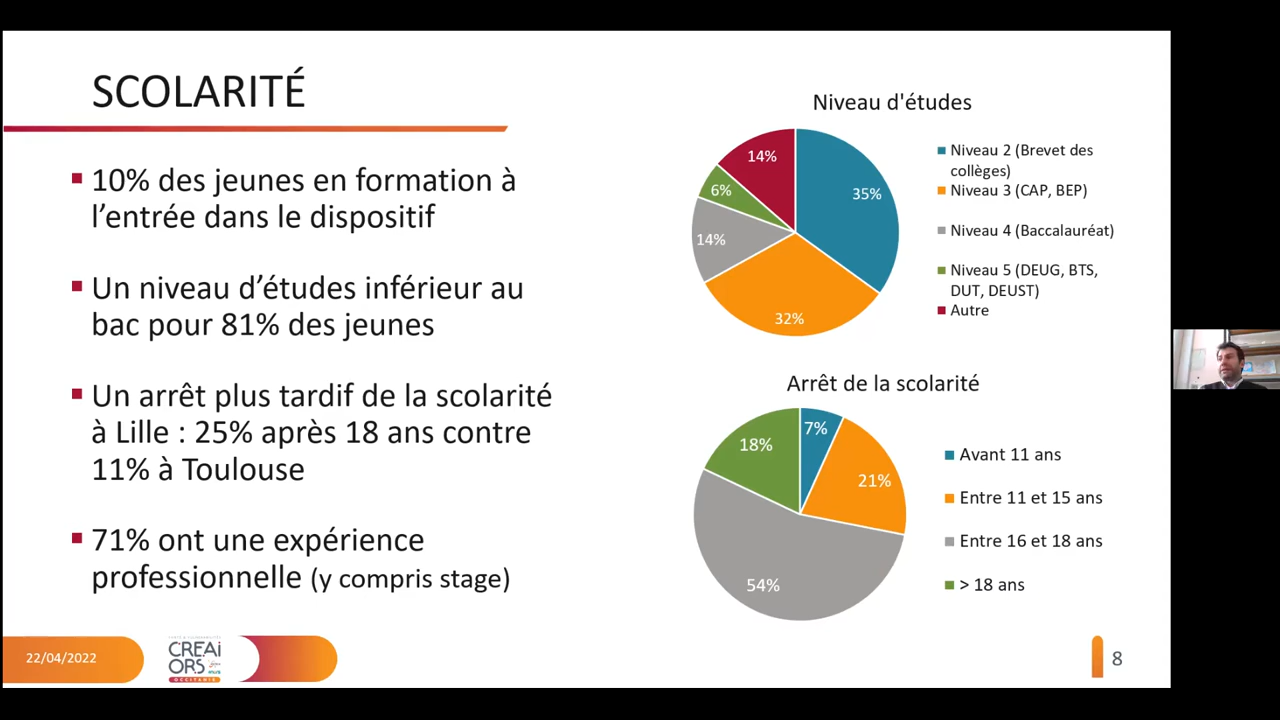 SCOLARITÉ
10% des jeunes en formation à
l’entrée dans le dispositif
Un niveau d’études inférieur au
bac pour 81% des jeunes
Un arrêt plus tardif de la scolarité
à Lille : 25% après 18 ans contre
11% à Toulouse
71% ont une expérience
professionnelle (y compris stage)
Niveau d'études
14%
35%
6%
14%
32%
Niveau 2 (Brevet des
collèges)
Niveau 3 (CAP, BEP)
Niveau 4 (Baccalauréat)
Niveau 5 (DEUG, BTS,
DUT, DEUST)
Autre
Arrêt de la scolarité
7%
18%
21%
54%
Avant 11 ans
Entre 11 et 15 ans
Entre 16 et 18 ans
> 18 ans
22/04/2022
CREAI
ORS
OCCITANIE
8